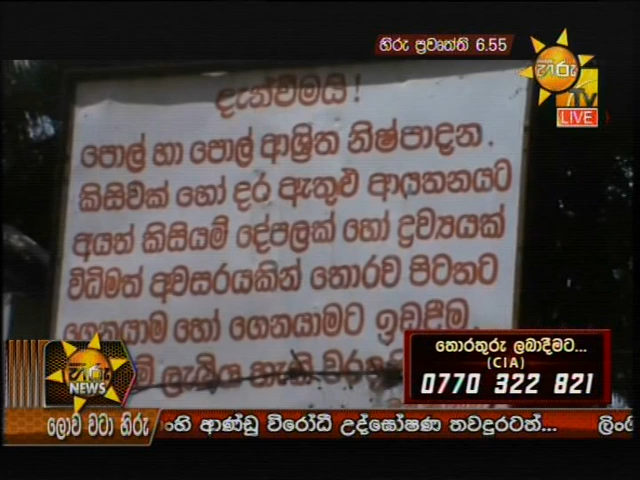 හිරු ප්‍රවෘත්ති 6.55
හිරු
TV
LIVE
දැන්වීමයි!
පොල් හා පොල් ආශ්‍රිත නිෂ්පාදන.
කිසිවක් හෝ දර ඇතුළු ආයතනයට
අයත් කිසියම් දේපලක් හෝ ද්‍රව්‍යයක්
විධිමත් අවසරයකින් තොරව පිටතට
ගෙනයාම හෝ ගෙනයාමට ඉඩදීම.
ලැබිය හැකි
තොරතුරු ලබාදීමට...
(CIA)
0770 322 821
හිරු
NEWS
ලොව වටා හිරු
ආණ්ඩු විරෝධී උද්ඝෝෂණ තවදුරටත්...